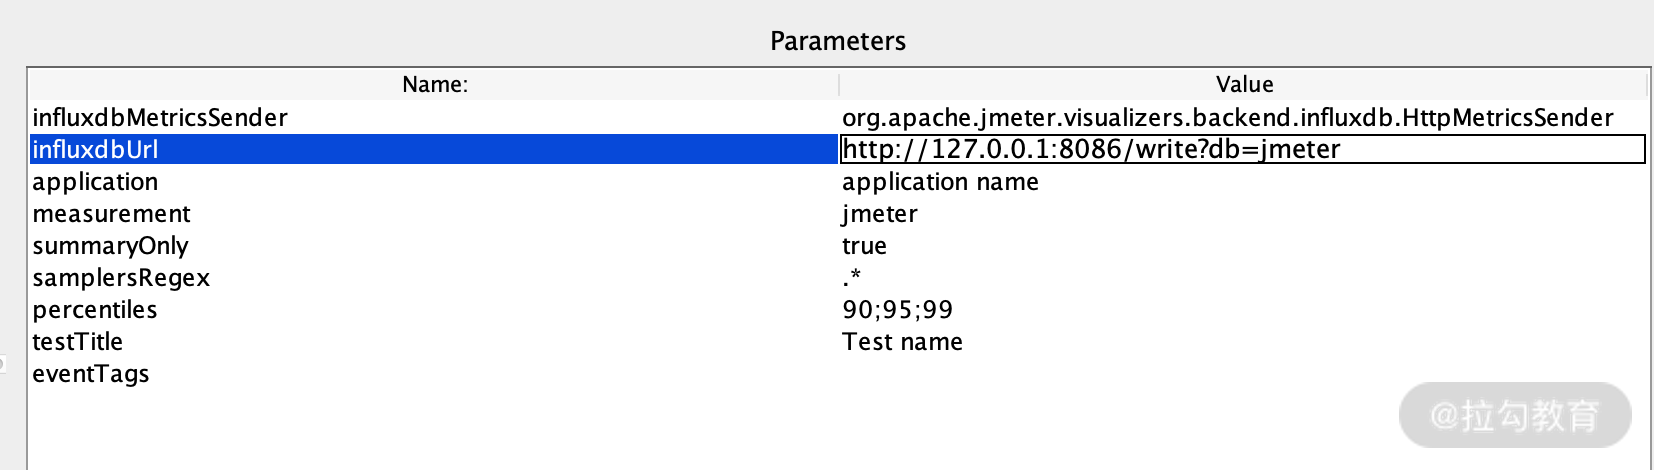 Parameters
Name: Value
influxdbMetricsSender org.apache.jmeter.visualizers.backend.influxdb.HttpMetricsSender
influxdbUrl http://127.0.0.1:8086/write?db=jmeter
application application name
measurement jmeter
summaryOnly true
samplersRegex .*
percentiles 90;95;99
testTitle Test name
eventTags
@拉勾教育